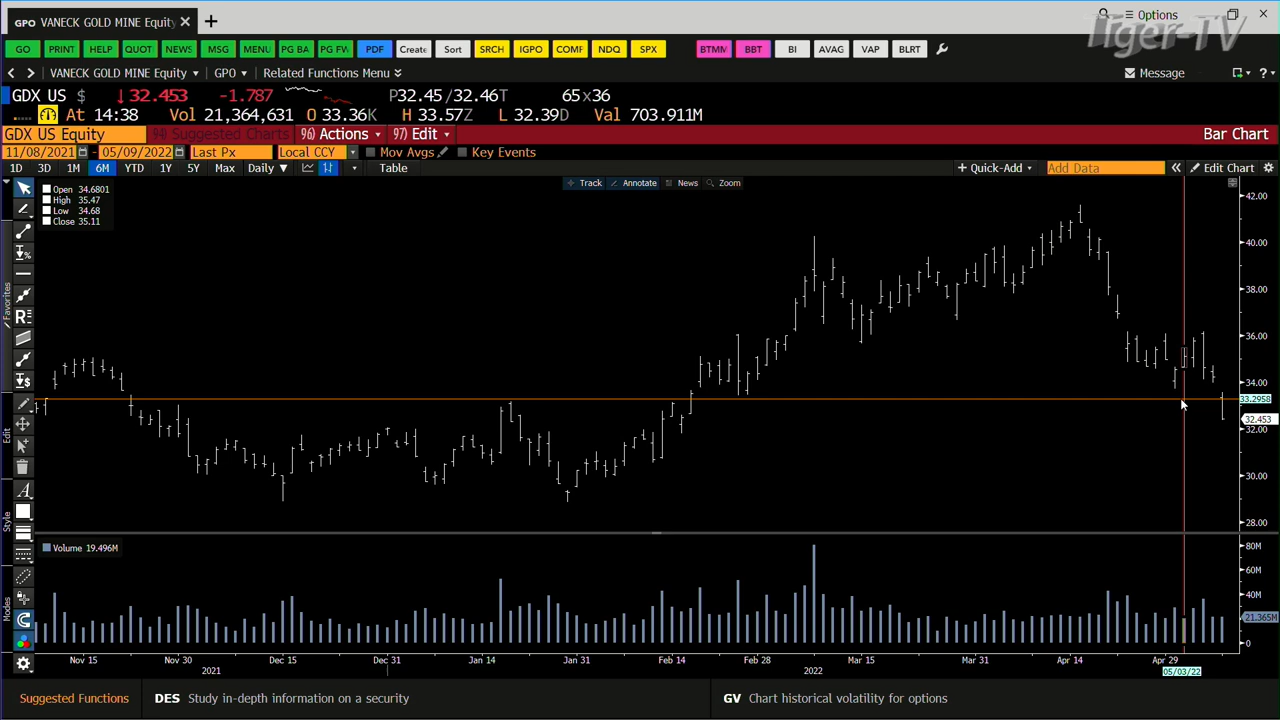 GPO VANECK GOLD MINE Equity
Options
Tiger-TV
GO PRINT HELP QUOT NEWS MSG MENU PG BA PG FV PDF Create Sort SRCH IGPO COMF NDQ SPX BTMM BBT BI AVAG VAP BLRT
VANECK GOLD MINE Equity GPO Related Functions Menu Message ?
GDX US $ ↓32.453 -1.787 P32.45/32.46T 65x36
At 14:38 Vol 21,364,631 O 33.36K H 33.57Z L 32.39D Val 703.911M
GDX US Equity 94) Suggested Charts 96) Actions 97) Edit Bar Chart
11/08/2021 - 05/09/2022 Last Px Local CCY Mov Avgs Key Events
1D 3D 1M 6M YTD 1Y 5Y Max Daily Table + Quick-Add Add Data « Edit Chart
Track Annotate News Zoom
Open 34.6801
High 35.47
Low 34.68
Close 35.11
Favorites
Edit
Style
Modes
42.00
40.00
38.00
36.00
34.00
33.2958
32.453
32.00
30.00
28.00
Volume 19.496M
80M
60M
40M
21.365M
0
Nov 15 Nov 30 Dec 15 Dec 31 Jan 14 Jan 31 Feb 14 Feb 28 Mar 15 Mar 31 Apr 14 Apr 29
2021 2022 05/03/22
Suggested Functions DES Study in-depth information on a security GV Chart historical volatility for options